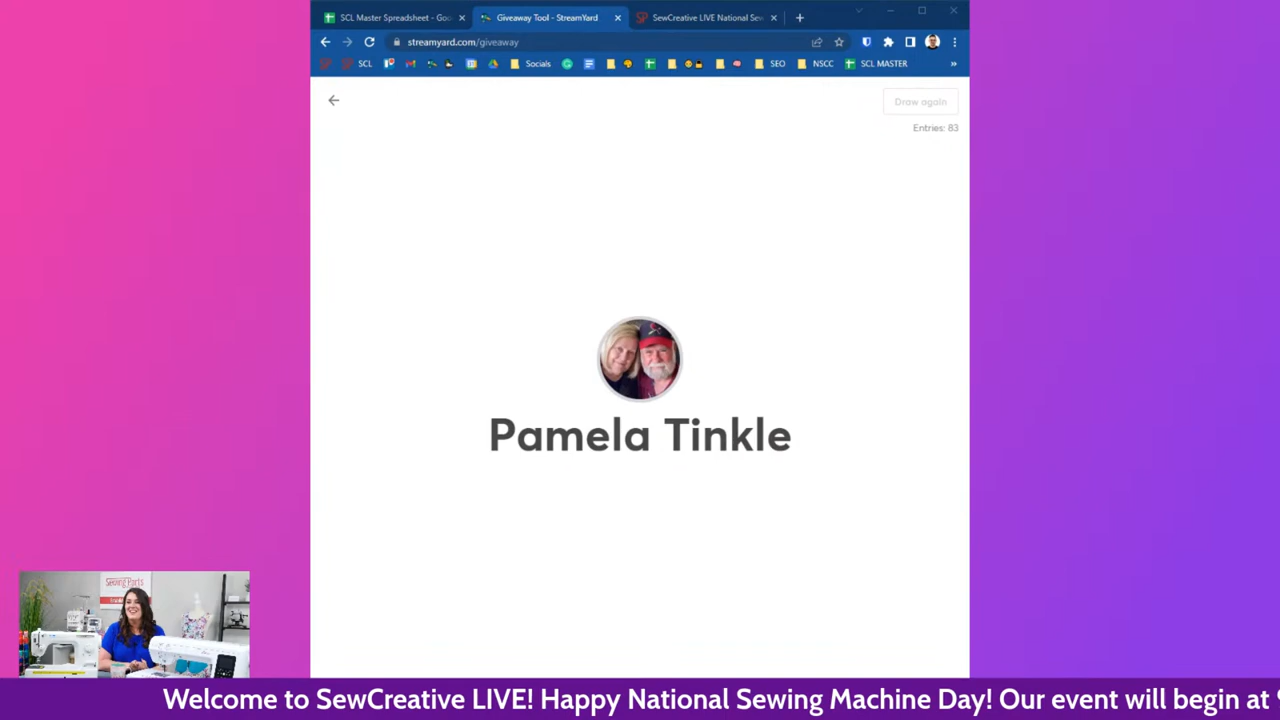 SCL Master Spreadsheet - Goo
Giveaway Tool - StreamYard
SewCreative LIVE National Sew
streamyard.com/giveaway
SCL
Socials
SEO
NSCC
SCL MASTER
Draw again
Entries: 83
Pamela Tinkle
Sewing Parts
Welcome to SewCreative LIVE! Happy National Sewing Machine Day! Our event will begin at